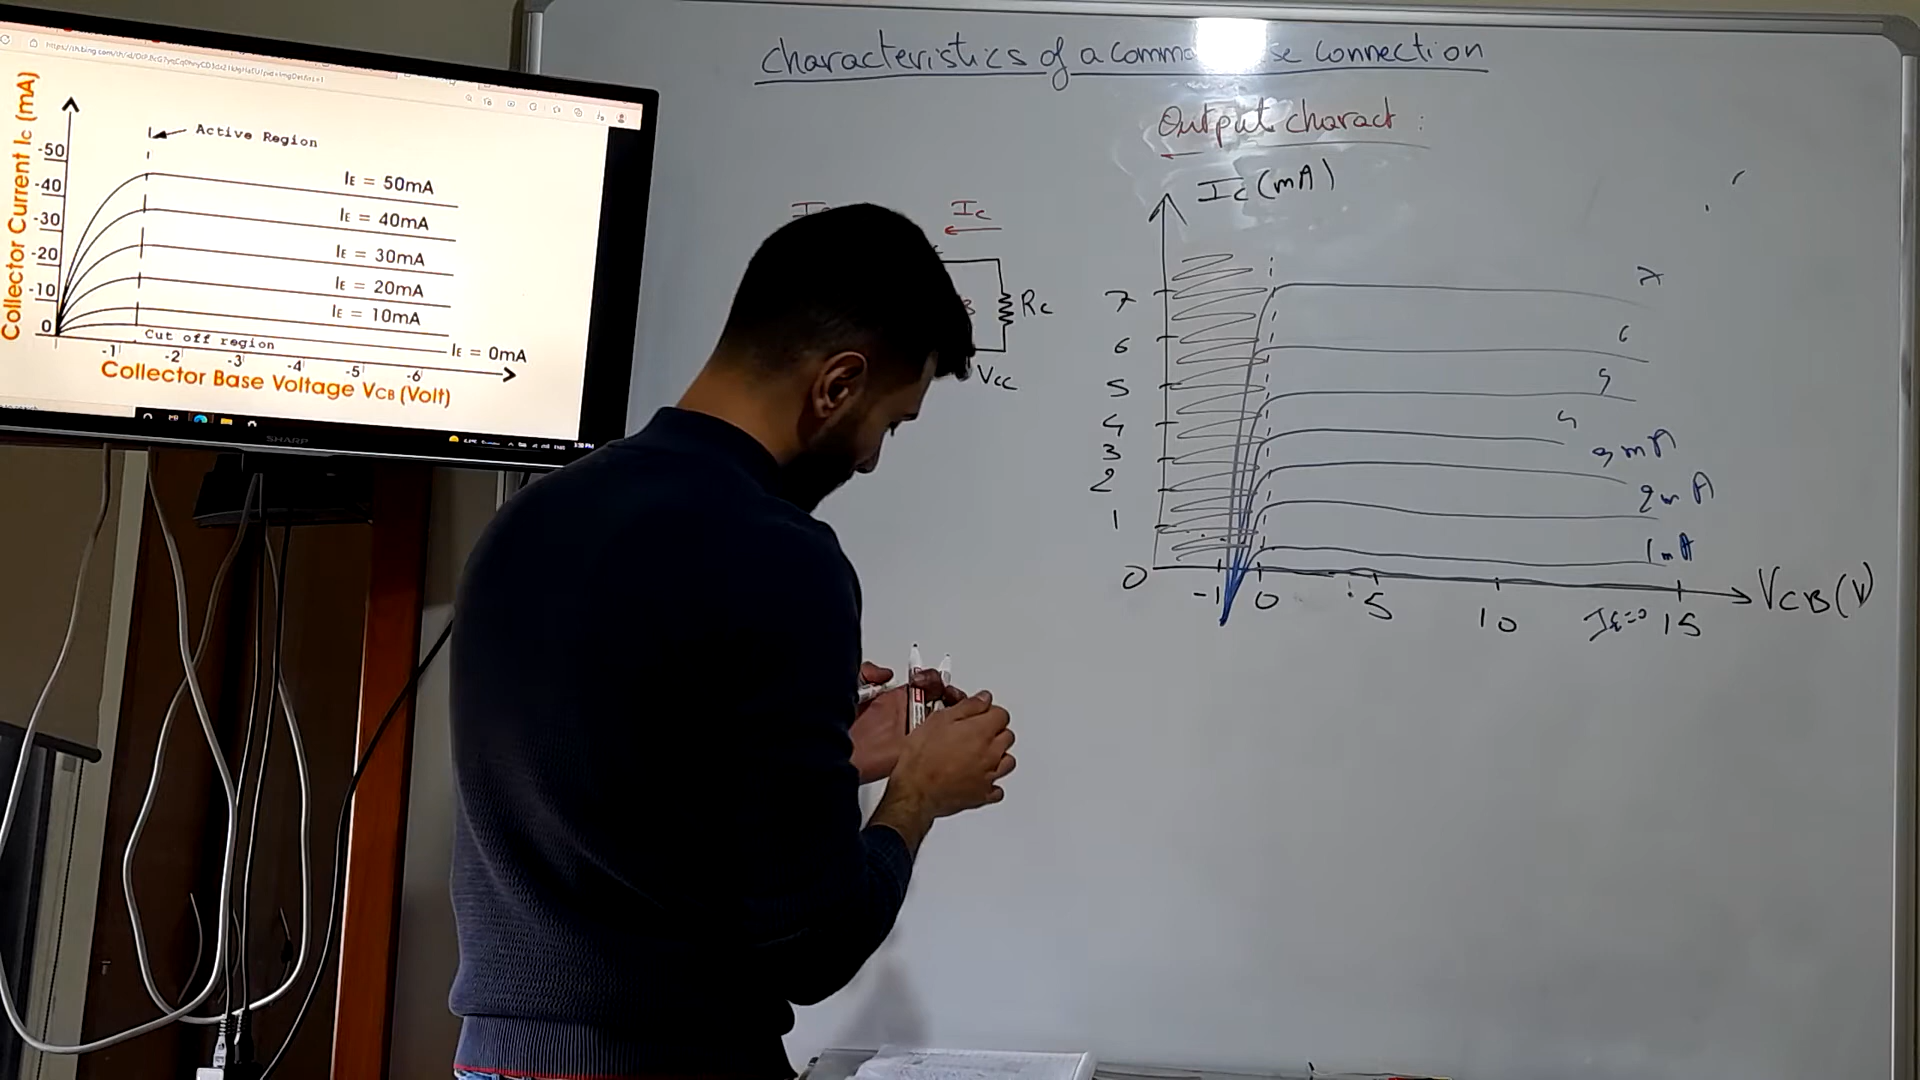 Active Region
Collector Current Ic (mA)
-50
-40
-30
-20
-10
0
IE = 50mA
IE = 40mA
IE = 30mA
IE = 20mA
IE = 10mA
IE = 0mA
Cut off region
-1 -2 -3 -4 -5 -6
Collector Base Voltage VCB (Volt)
SHARP
characteristics of a comm se connection
Output charact :
Ic (mA)
Ic
Rc
Vcc
7
6
5
4
3
2
1
0
7
6
5
4
3 mA
2 m A
1 mA
-1 0 5 10 15
IE=0
VCB (V)